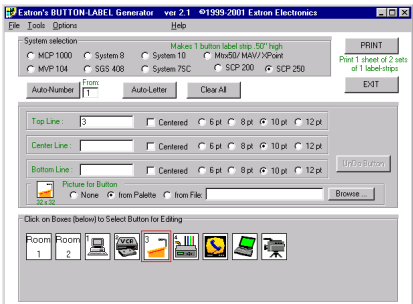 Extron's BUTTON-LABEL Generator ver 2.1 ©1999-2001 Extron Electronics
File Tools Options Help
System selection
Makes 1 button label strip .50" high
MCP 1000 System 8 System 10 Mtrx50/ MAV/ XPoint
MVP 104 SGS 408 System 7SC SCP 200 SCP 250
PRINT
Print 1 sheet of 2 sets of 1 label-strips
EXIT
Auto-Number From: 1 Auto-Letter Clear All
Top Line : 3 Centered 6 pt 8 pt 10 pt 12 pt
Center Line : Centered 6 pt 8 pt 10 pt 12 pt
Bottom Line : Centered 6 pt 8 pt 10 pt 12 pt
UnDo Button
Picture for Button
32 x 32
None from Palette from File: Browse ...
Click on Boxes (below) to Select Button for Editing
Room 1
Room 2
1
2 VCR
3
4